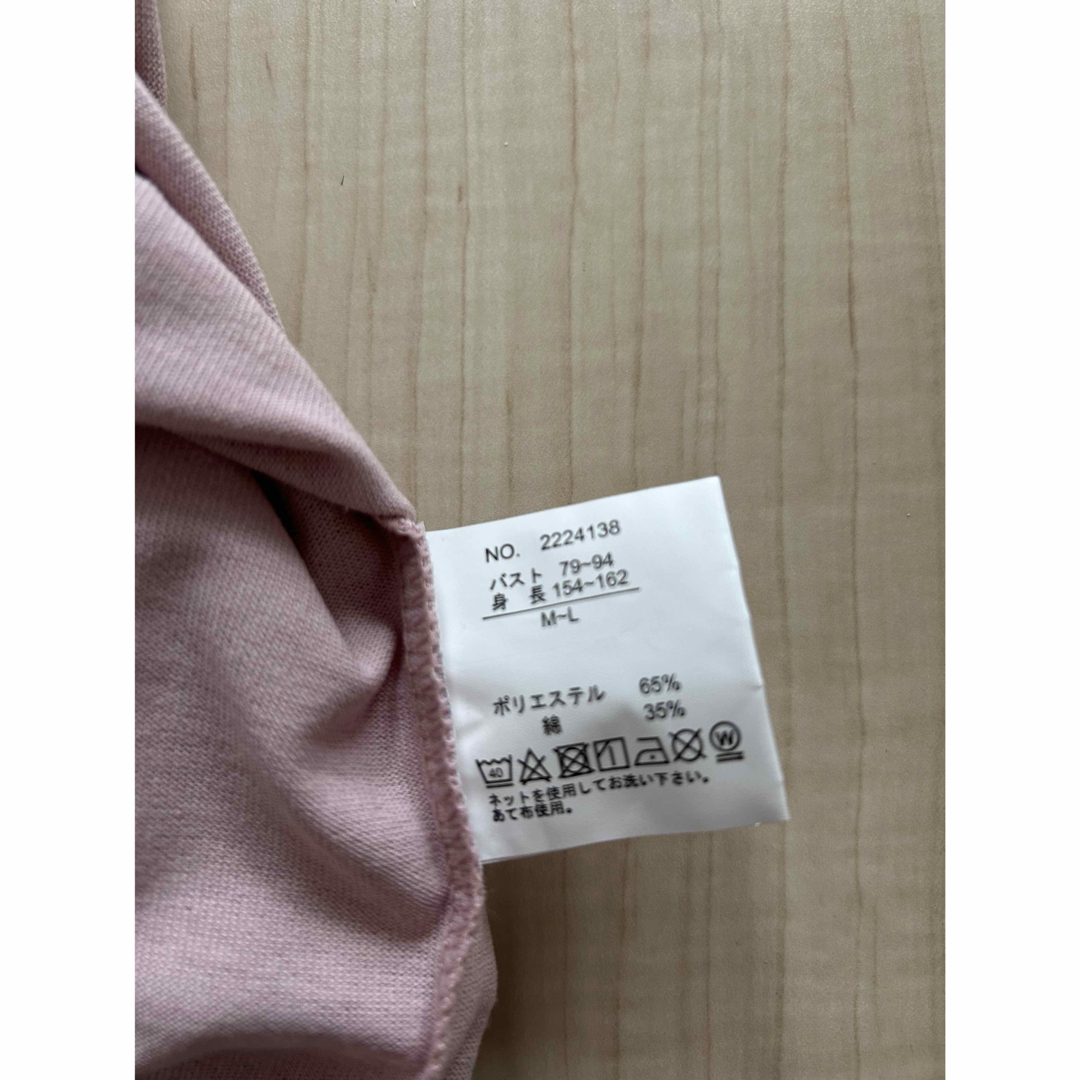 NO. 2224138
バスト 79~94
身 長 154~162
M~L
ポリエステル 65%
綿 35%
40 W
ネットを使用してお洗い下さい。
あて布使用。